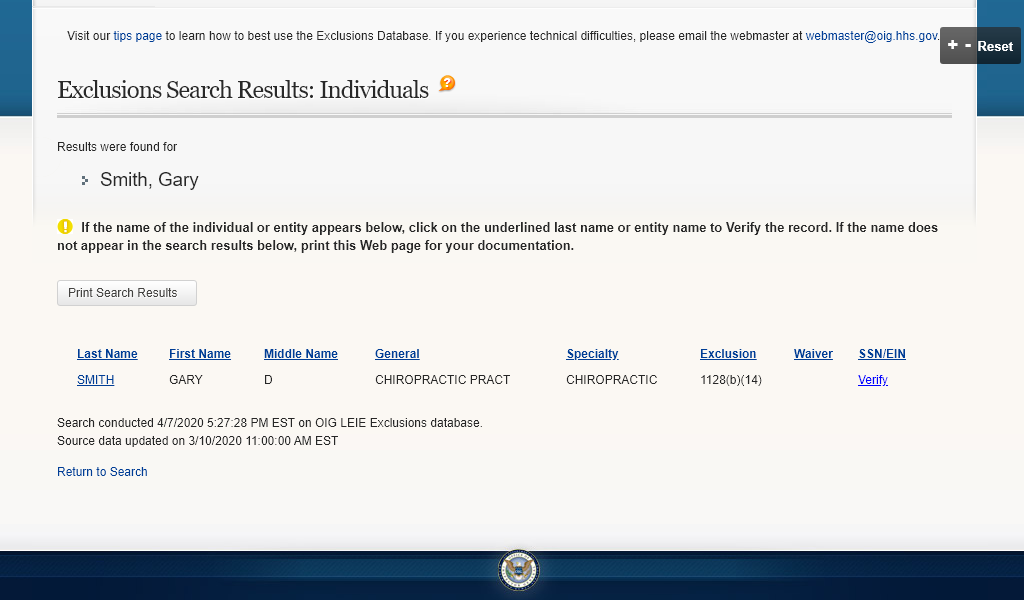 Visit our tips page to learn how to best use the Exclusions Database. If you experience technical difficulties, please email the webmaster at webmaster@oig.hhs.gov.
+ - Reset
Exclusions Search Results: Individuals ?
Results were found for
Smith, Gary
! If the name of the individual or entity appears below, click on the underlined last name or entity name to Verify the record. If the name does
not appear in the search results below, print this Web page for your documentation.
Print Search Results
Last Name First Name Middle Name General Specialty Exclusion Waiver SSN/EIN
SMITH GARY D CHIROPRACTIC PRACT CHIROPRACTIC 1128(b)(14) Verify
Search conducted 4/7/2020 5:27:28 PM EST on OIG LEIE Exclusions database.
Source data updated on 3/10/2020 11:00:00 AM EST
Return to Search